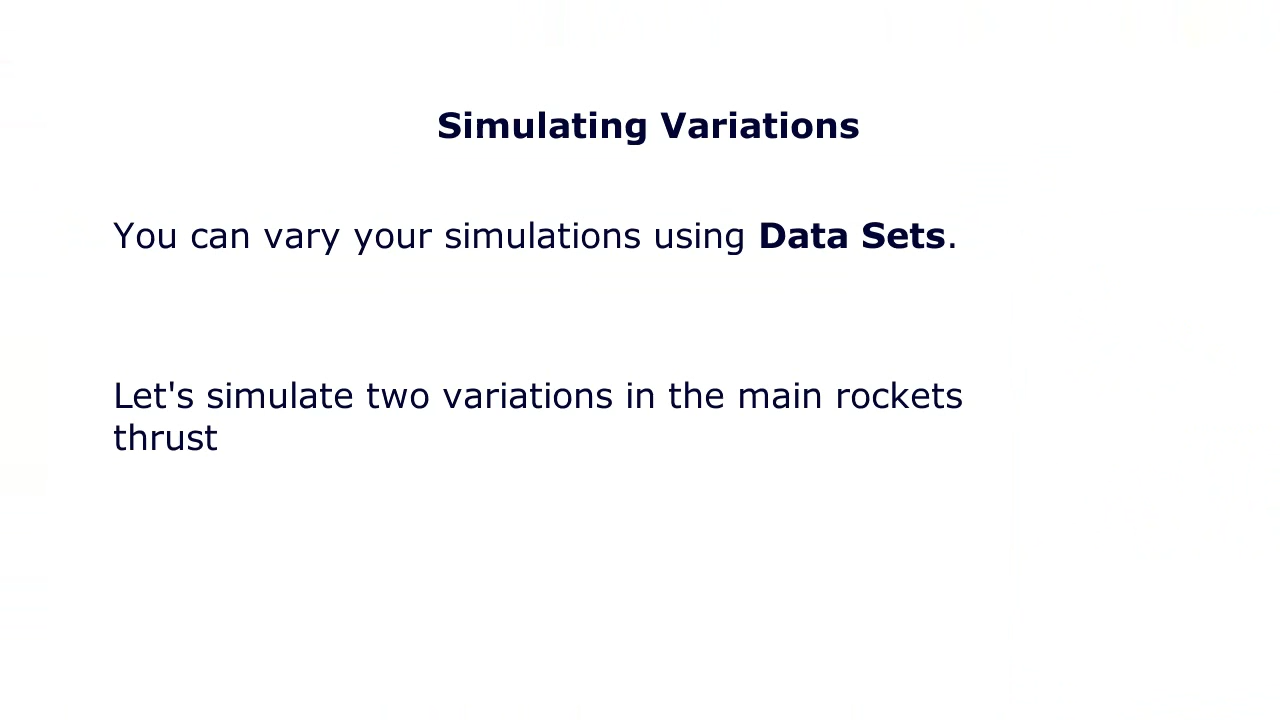 Simulating Variations
You can vary your simulations using Data Sets.
Let's simulate two variations in the main rockets
thrust